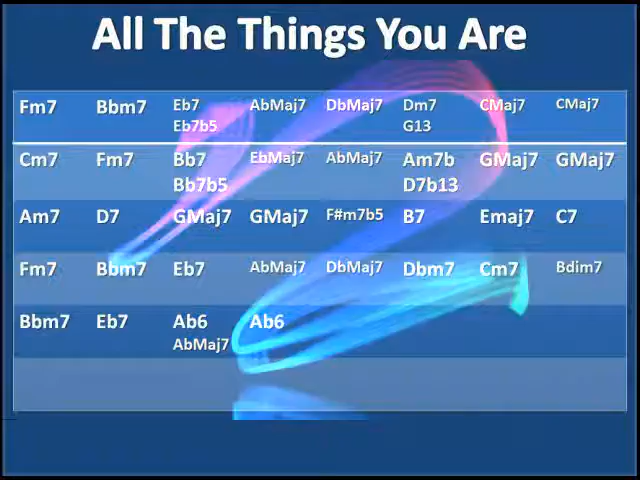 All The Things You Are
Fm7 Bbm7 Eb7 AbMaj7 DbMaj7 Dm7 CMaj7 CMaj7
Eb7b5 G13
Cm7 Fm7 Bb7 EbMaj7 AbMaj7 Am7b GMaj7 GMaj7
Bb7b5 D7b13
Am7 D7 GMaj7 GMaj7 F#m7b5 B7 Emaj7 C7
Fm7 Bbm7 Eb7 AbMaj7 DbMaj7 Dbm7 Cm7 Bdim7
Bbm7 Eb7 Ab6 Ab6
AbMaj7